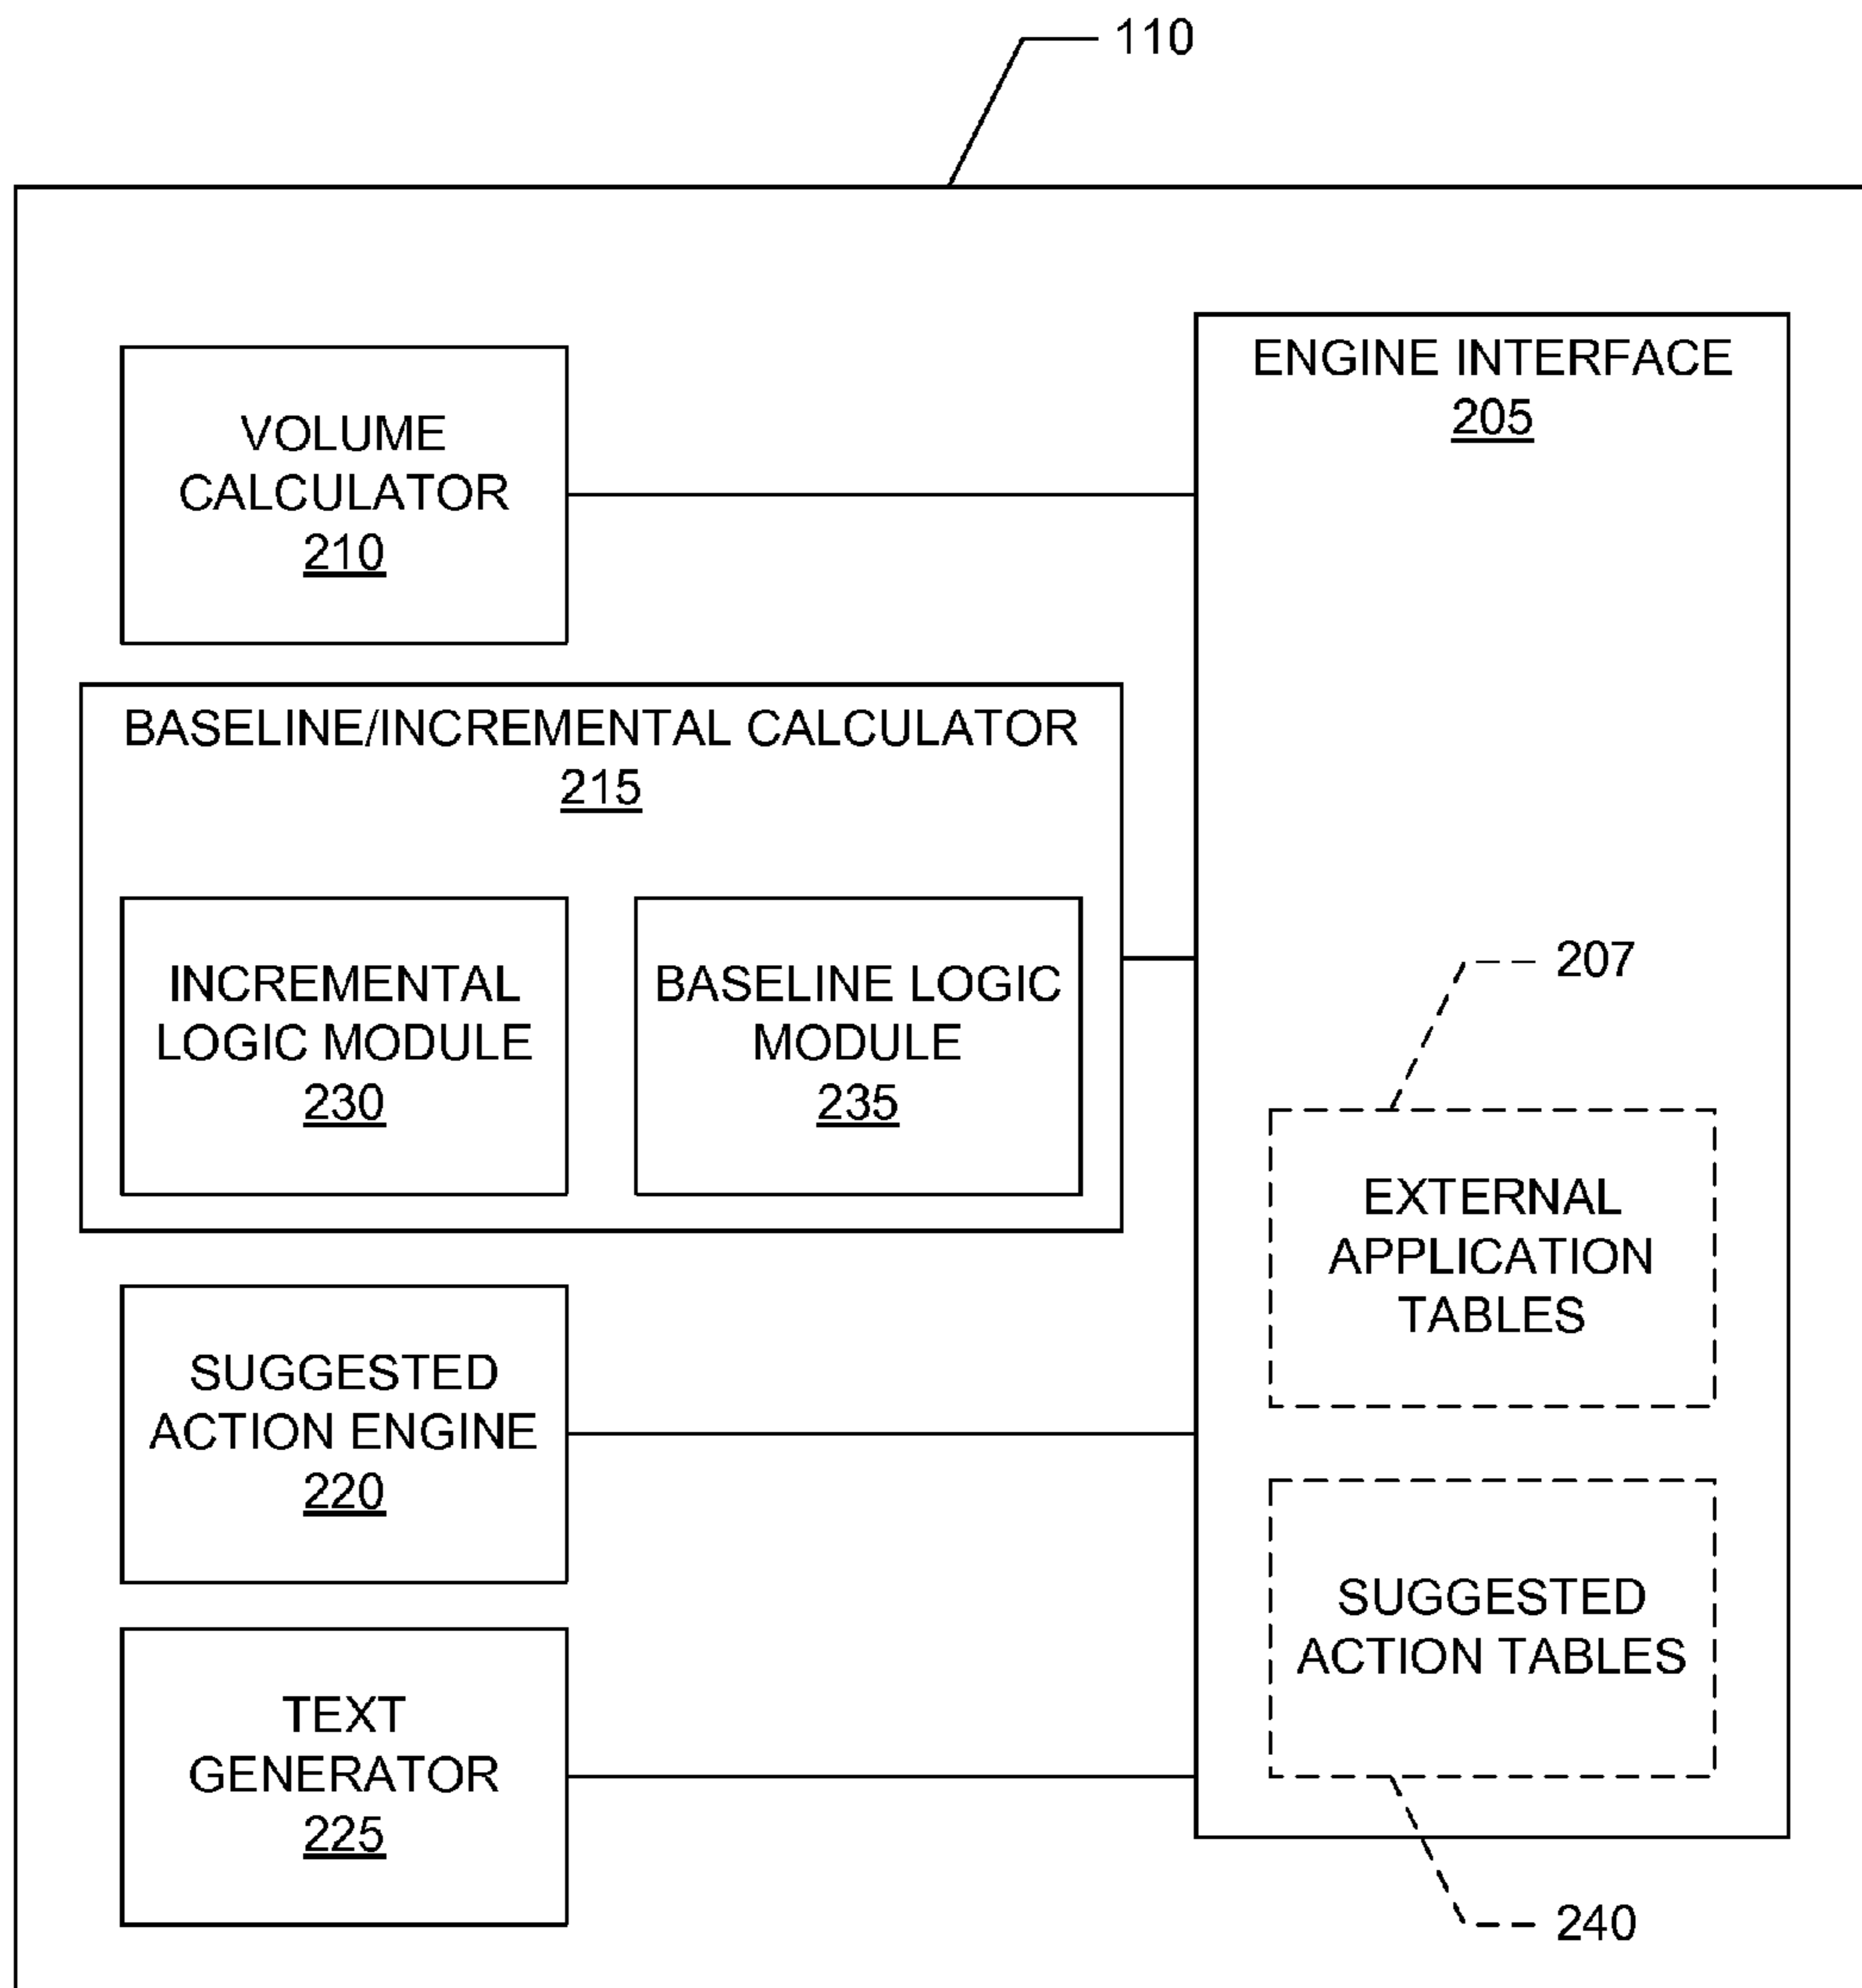 110
ENGINE INTERFACE
205
VOLUME
CALCULATOR
210
BASELINE/INCREMENTAL CALCULATOR
215
INCREMENTAL
LOGIC MODULE
230
BASELINE LOGIC
MODULE
235
207
EXTERNAL
APPLICATION
TABLES
SUGGESTED
ACTION ENGINE
220
SUGGESTED
ACTION TABLES
TEXT
GENERATOR
225
240